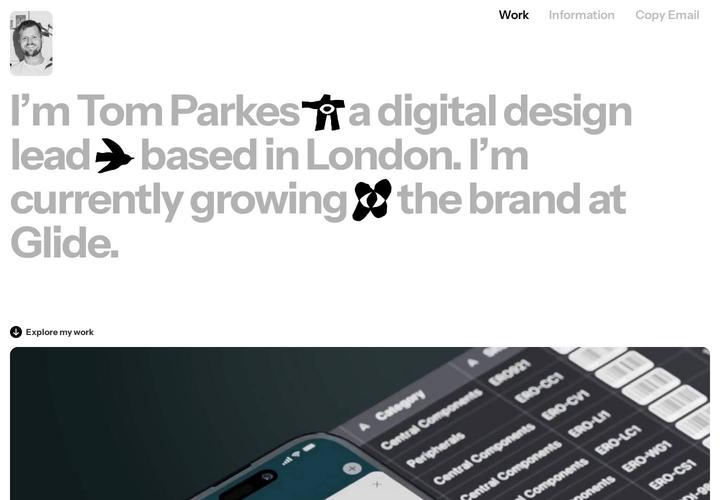 Work Information Copy Email
I’m Tom Parkes a digital design
lead based in London. I’m
currently growing the brand at
Glide.
Explore my work
A Category
Central Components
Peripherals
Central Components
Central Components
Central Components
ERO921
ERO-CC1
ERO-CV1
ERO-LI1
ERO-LC1
ERO-WO1
ERO-CS1